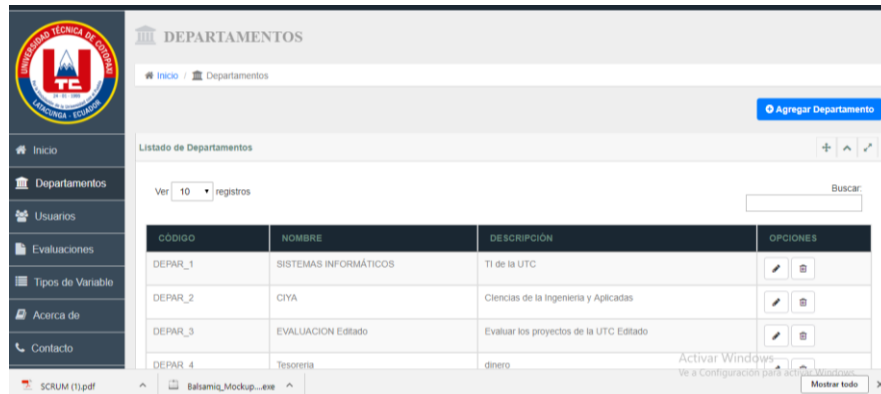 UNIVERSIDAD TÉCNICA DE COTOPAXI
UTC
LATACUNGA - ECUADOR
DEPARTAMENTOS
Inicio / Departamentos
Agregar Departamento
Inicio
Departamentos
Usuarios
Evaluaciones
Tipos de Variable
Acerca de
Contacto
Listado de Departamentos
Ver 10 registros
Buscar:
CÓDIGO NOMBRE DESCRIPCIÓN OPCIONES
DEPAR_1 SISTEMAS INFORMÁTICOS TI de la UTC
DEPAR_2 CIYA Ciencias de la Ingenieria y Aplicadas
DEPAR_3 EVALUACION Editado Evaluar los proyectos de la UTC Editado
DEPAR_4 Tesoreria dinero
Activar Windows
Ve a Configuración para activar Windows.
SCRUM (1).pdf
Balsamiq_Mockup....exe
Mostrar todo